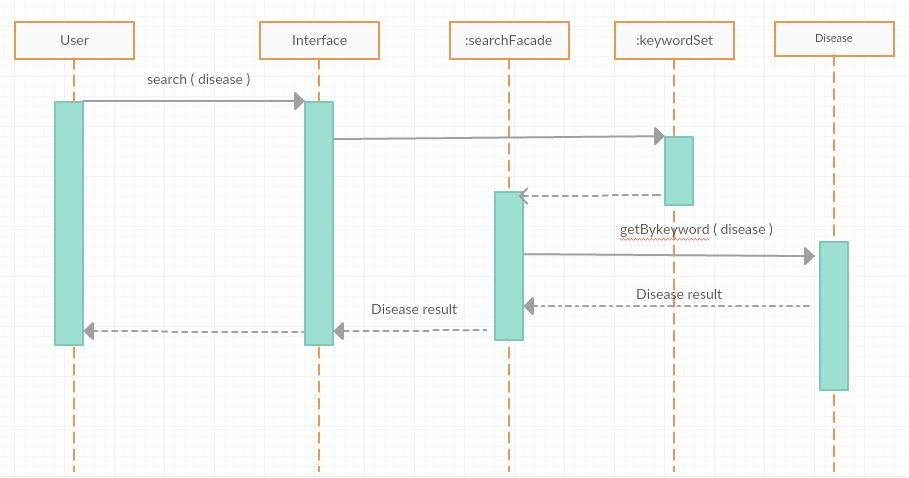 User
Interface
:searchFacade
:keywordSet
Disease
search ( disease )
getBykeyword ( disease )
Disease result
Disease result